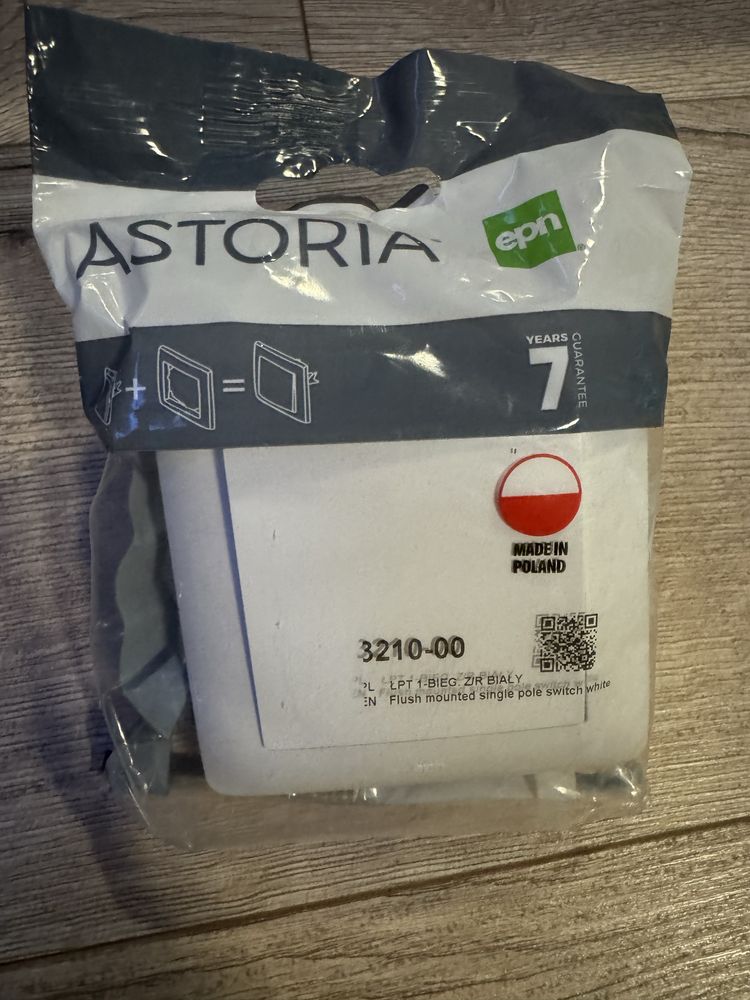 ASTORIA
epn
®
+ =
YEARS
7
GUARANTEE
MADE IN
POLAND
3210-00
PL ŁPT 1-BIEG. Z/R BIAŁY
EN Flush mounted single pole switch white